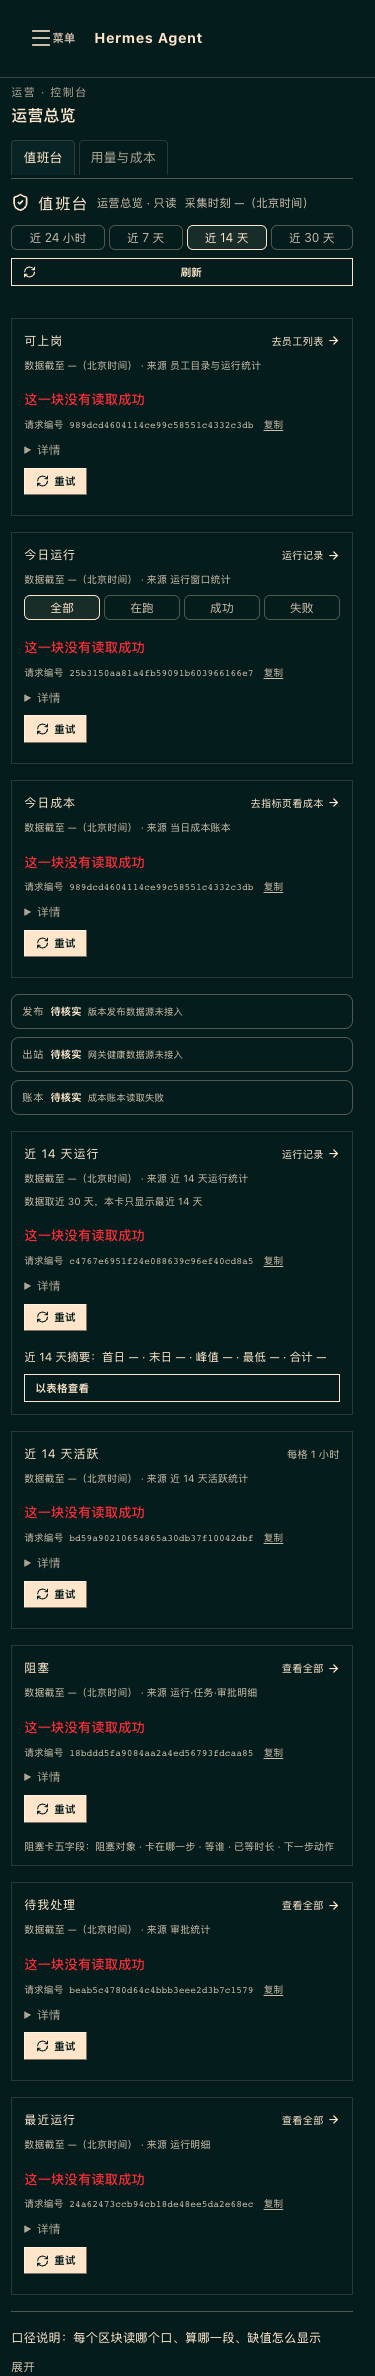 菜单 Hermes Agent
运营 · 控制台
运营总览
值班台 用量与成本
值班台 运营总览 · 只读 采集时刻 —（北京时间）
近 24 小时 近 7 天 近 14 天 近 30 天
刷新
可上岗 去员工列表 →
数据截至 —（北京时间） · 来源 员工目录与运行统计
这一块没有读取成功
请求编号 989dcd4604114ce99c58551c4332c3db 复制
▶ 详情
重试
今日运行 运行记录 →
数据截至 —（北京时间） · 来源 运行窗口统计
全部 在跑 成功 失败
这一块没有读取成功
请求编号 25b3150aa81a4fb59091b603966166e7 复制
▶ 详情
重试
今日成本 去指标页看成本 →
数据截至 —（北京时间） · 来源 当日成本账本
这一块没有读取成功
请求编号 989dcd4604114ce99c58551c4332c3db 复制
▶ 详情
重试
发布 待核实 版本发布数据源未接入
出站 待核实 网关健康数据源未接入
账本 待核实 成本账本读取失败
近 14 天运行 运行记录 →
数据截至 —（北京时间） · 来源 近 14 天运行统计
数据取近 30 天，本卡只显示最近 14 天
这一块没有读取成功
请求编号 c4767e6951f24e088639c96ef40cd8a5 复制
▶ 详情
重试
近 14 天摘要：首日 — · 末日 — · 峰值 — · 最低 — · 合计 —
以表格查看
近 14 天活跃 每格 1 小时
数据截至 —（北京时间） · 来源 近 14 天活跃统计
这一块没有读取成功
请求编号 bd59a90210654865a30db37f10042dbf 复制
▶ 详情
重试
阻塞 查看全部 →
数据截至 —（北京时间） · 来源 运行·任务·审批明细
这一块没有读取成功
请求编号 18bddd5fa9084aa2a4ed56793fdcaa85 复制
▶ 详情
重试
阻塞卡五字段：阻塞对象 · 卡在哪一步 · 等谁 · 已等时长 · 下一步动作
待我处理 查看全部 →
数据截至 —（北京时间） · 来源 审批统计
这一块没有读取成功
请求编号 beab5c4780d64c4bbb3eee2d3b7c1579 复制
▶ 详情
重试
最近运行 查看全部 →
数据截至 —（北京时间） · 来源 运行明细
这一块没有读取成功
请求编号 24a62473ccb94cb18de48ee5da2e68ec 复制
▶ 详情
重试
口径说明：每个区块读哪个口、算哪一段、缺值怎么显示
展开